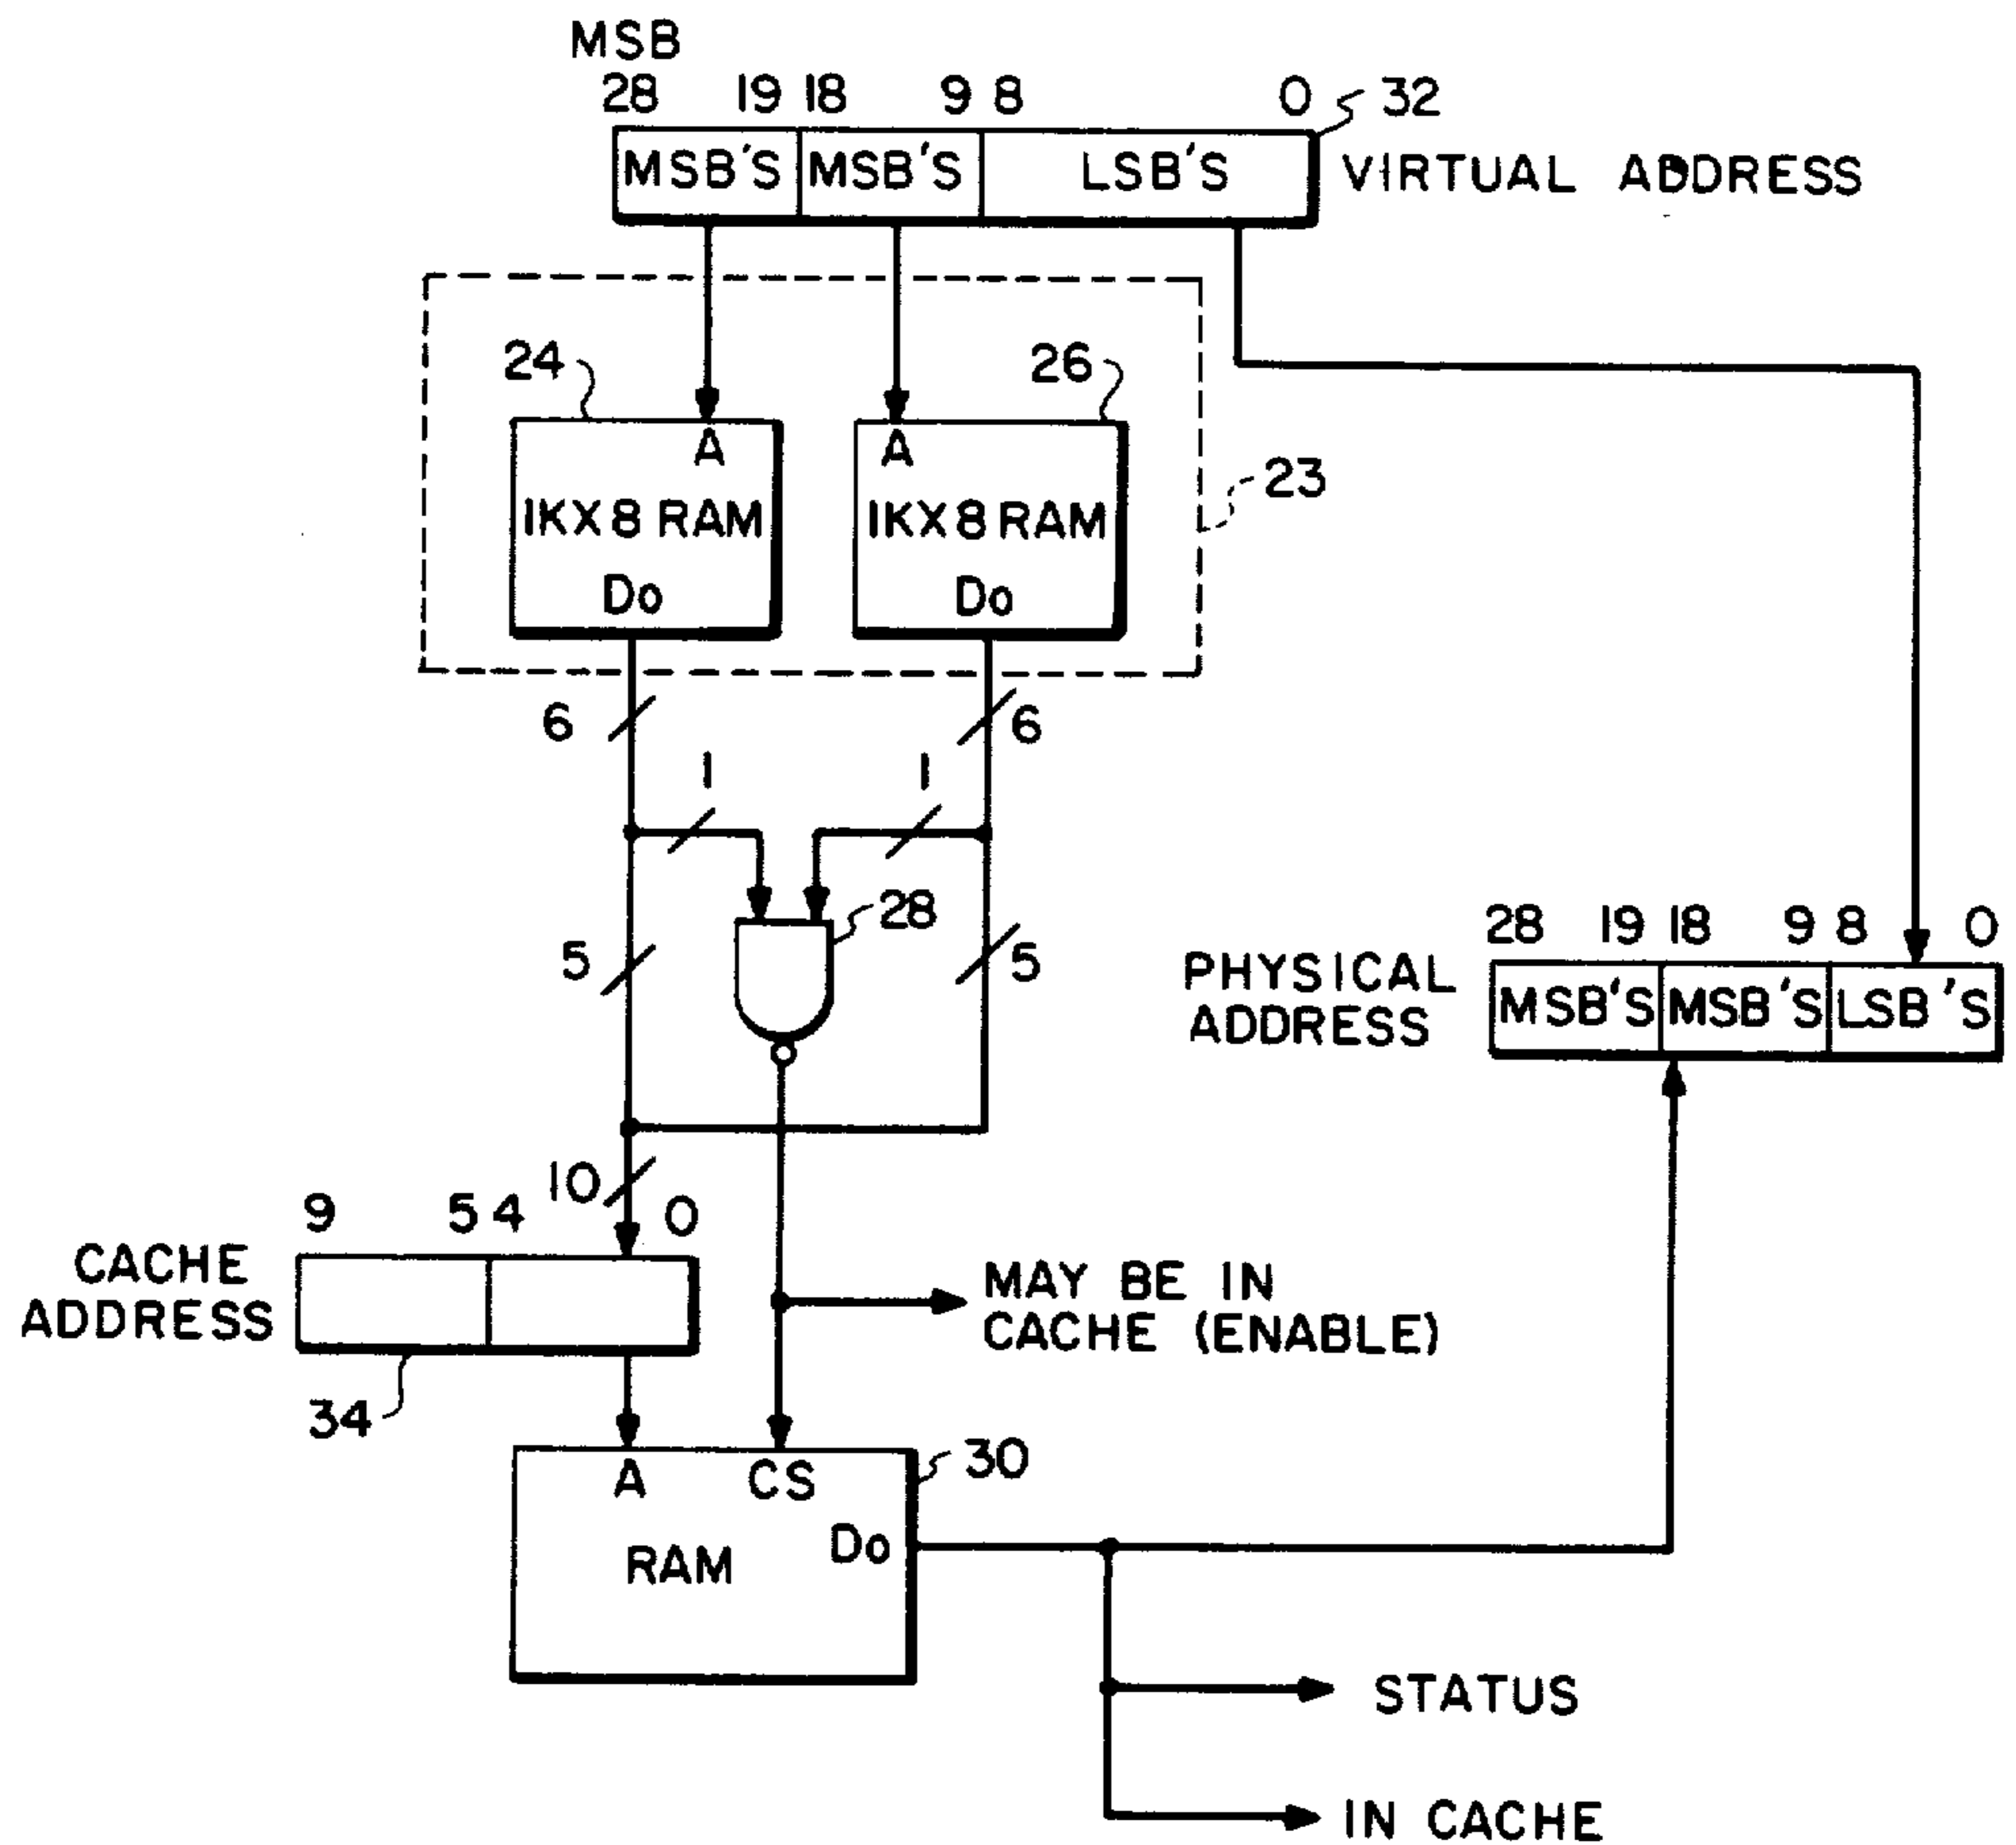 MSB
28 19 18 9 8 0 32
MSB'S MSB'S LSB'S VIRTUAL ADDRESS
24 26
A A
23
1KX8 RAM 1KX8 RAM
Do Do
6 6
1 1
28
5 5
28 19 18 9 8 0
PHYSICAL
ADDRESS
MSB'S MSB'S LSB'S
10
9 5 4 0
CACHE
ADDRESS
MAY BE IN
CACHE (ENABLE)
34
30
A CS
Do
RAM
STATUS
IN CACHE